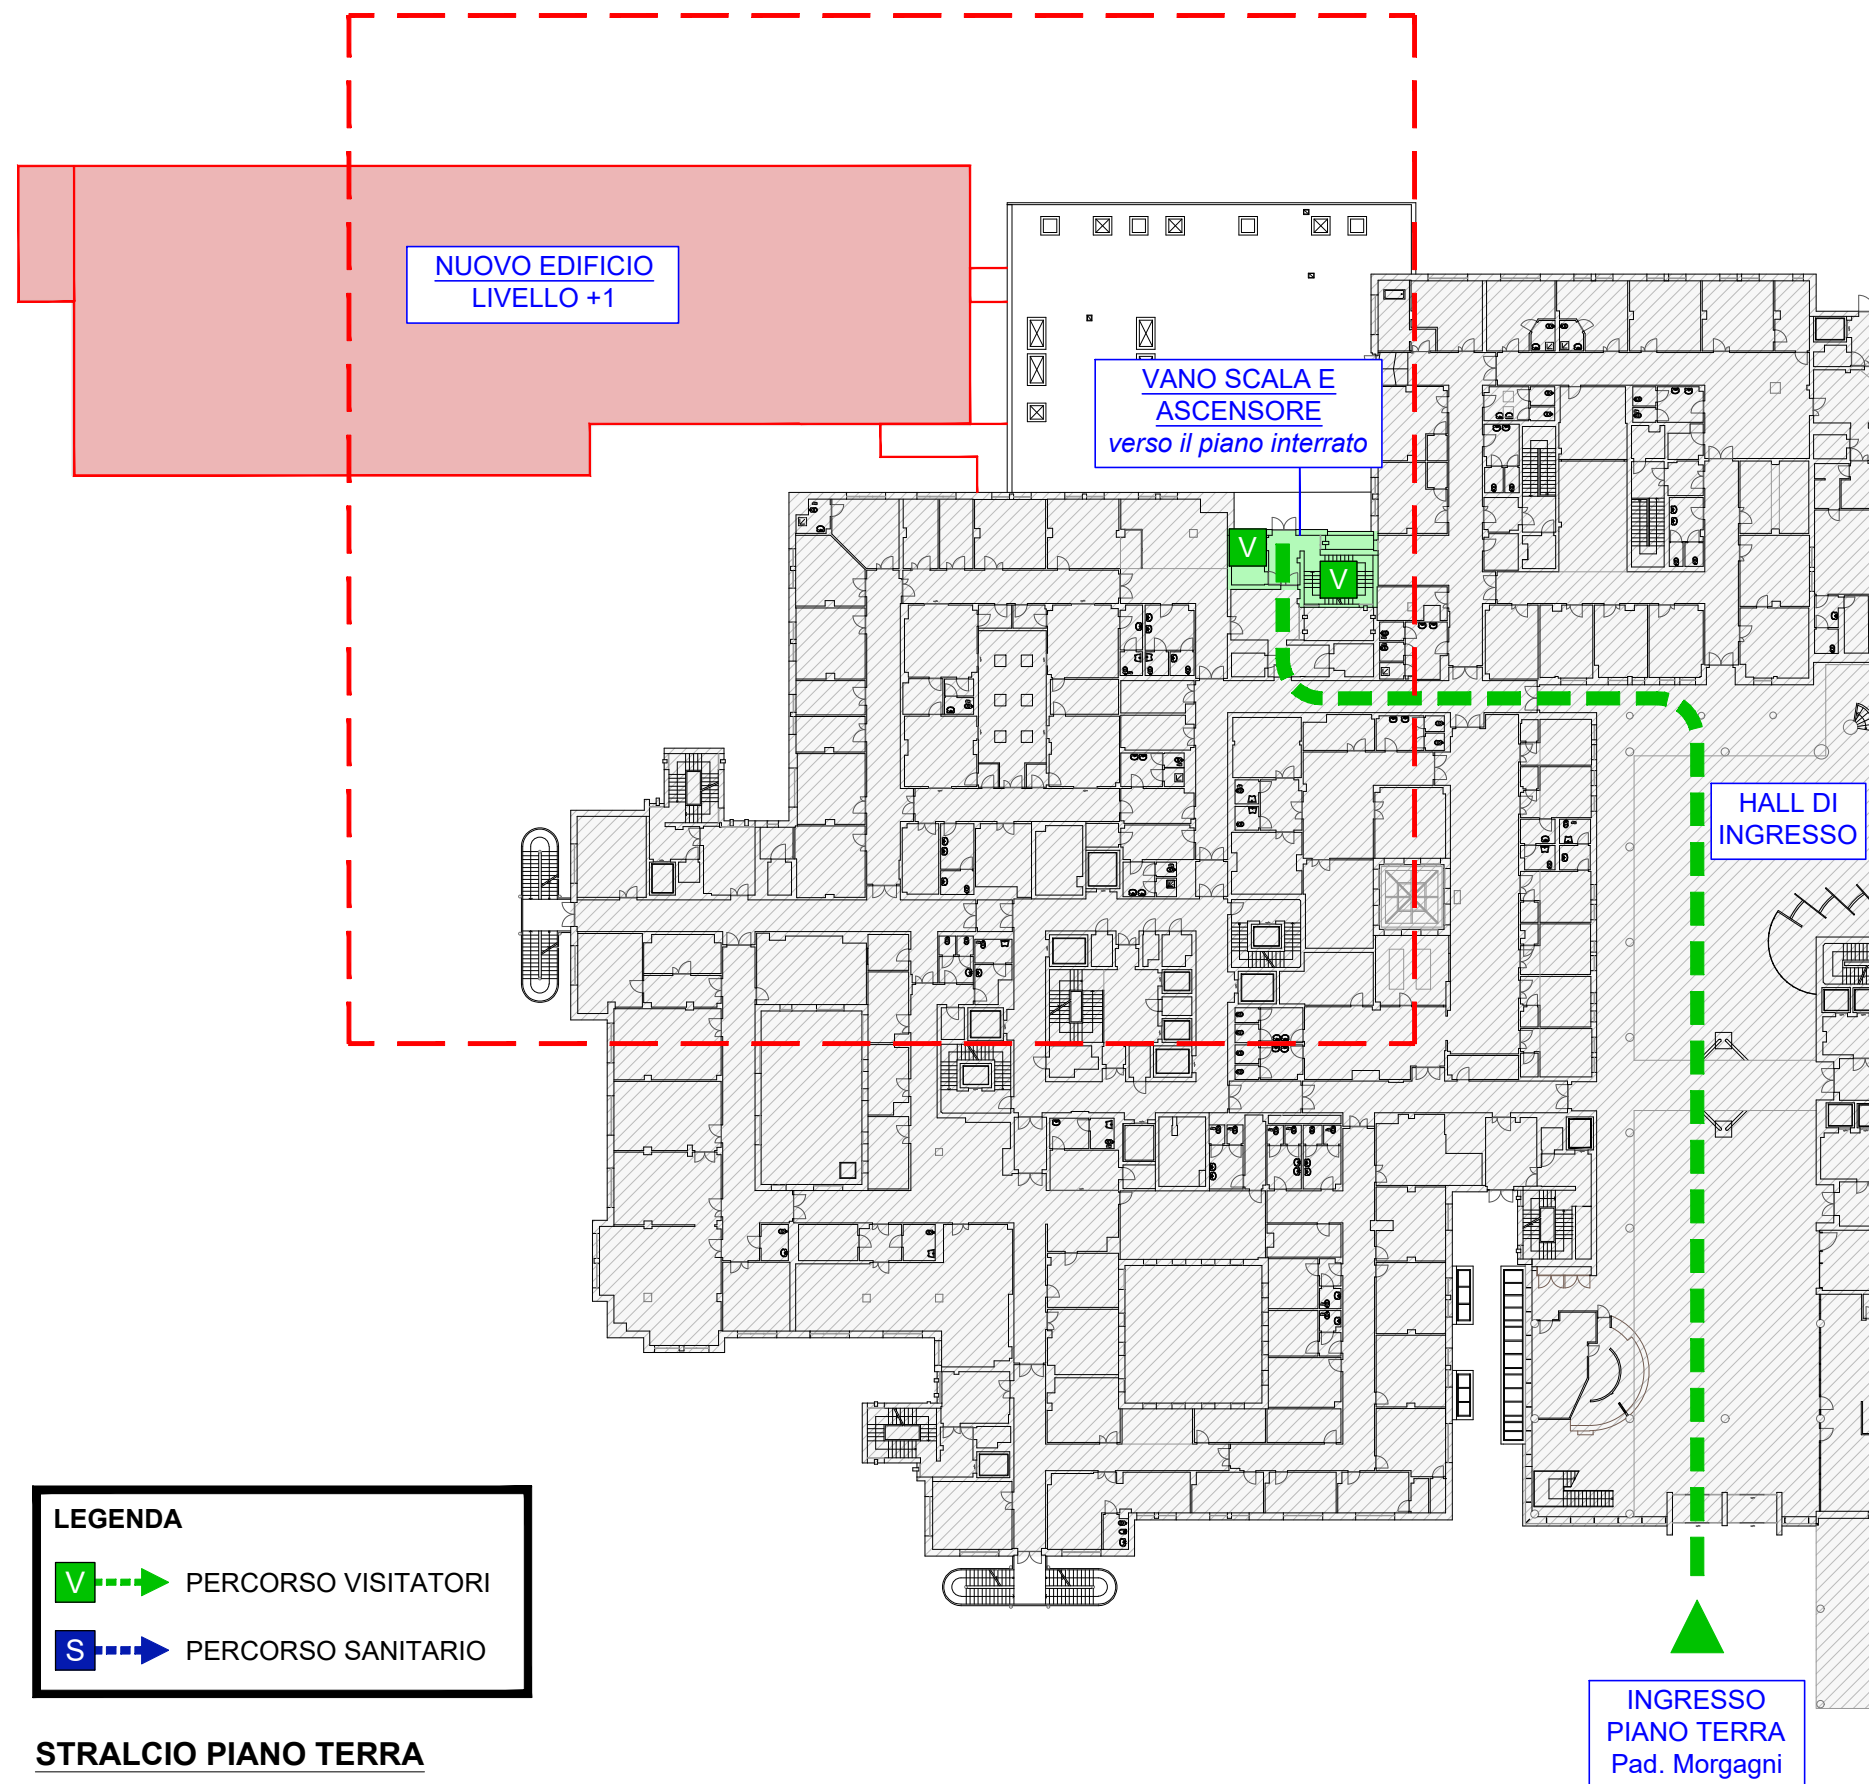 NUOVO EDIFICIO
LIVELLO +1
VANO SCALA E
ASCENSORE
verso il piano interrato
V
V
HALL DI
INGRESSO
LEGENDA
V PERCORSO VISITATORI
S PERCORSO SANITARIO
INGRESSO
PIANO TERRA
Pad. Morgagni
STRALCIO PIANO TERRA